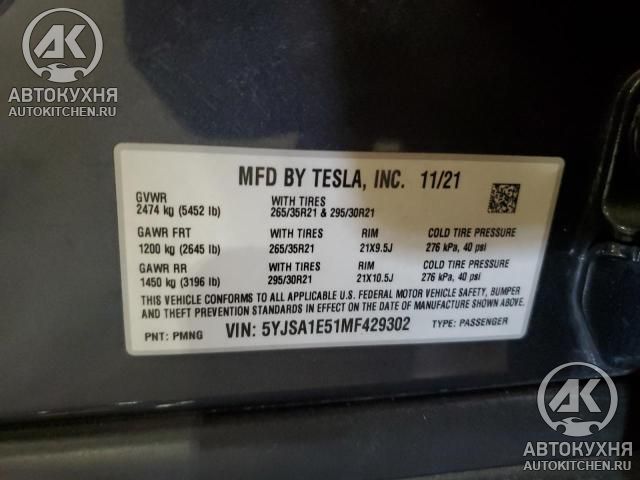 AK
АВТОКУХНЯ
AUTOKITCHEN.RU
MFD BY TESLA, INC. 11/21
GVWR WITH TIRES
2474 kg (5452 lb) 265/35R21 & 295/30R21
GAWR FRT WITH TIRES RIM COLD TIRE PRESSURE
1200 kg (2645 lb) 265/35R21 21X9.5J 276 kPa, 40 psi
GAWR RR WITH TIRES RIM COLD TIRE PRESSURE
1450 kg (3196 lb) 295/30R21 21X10.5J 276 kPa, 40 psi
THIS VEHICLE CONFORMS TO ALL APPLICABLE U.S. FEDERAL MOTOR VEHICLE SAFETY, BUMPER,
AND THEFT PREVENTION STANDARDS IN EFFECT ON THE DATE OF MANUFACTURE SHOWN ABOVE.
PNT: PMNG VIN: 5YJSA1E51MF429302 TYPE: PASSENGER
AK
АВТОКУХНЯ
AUTOKITCHEN.RU